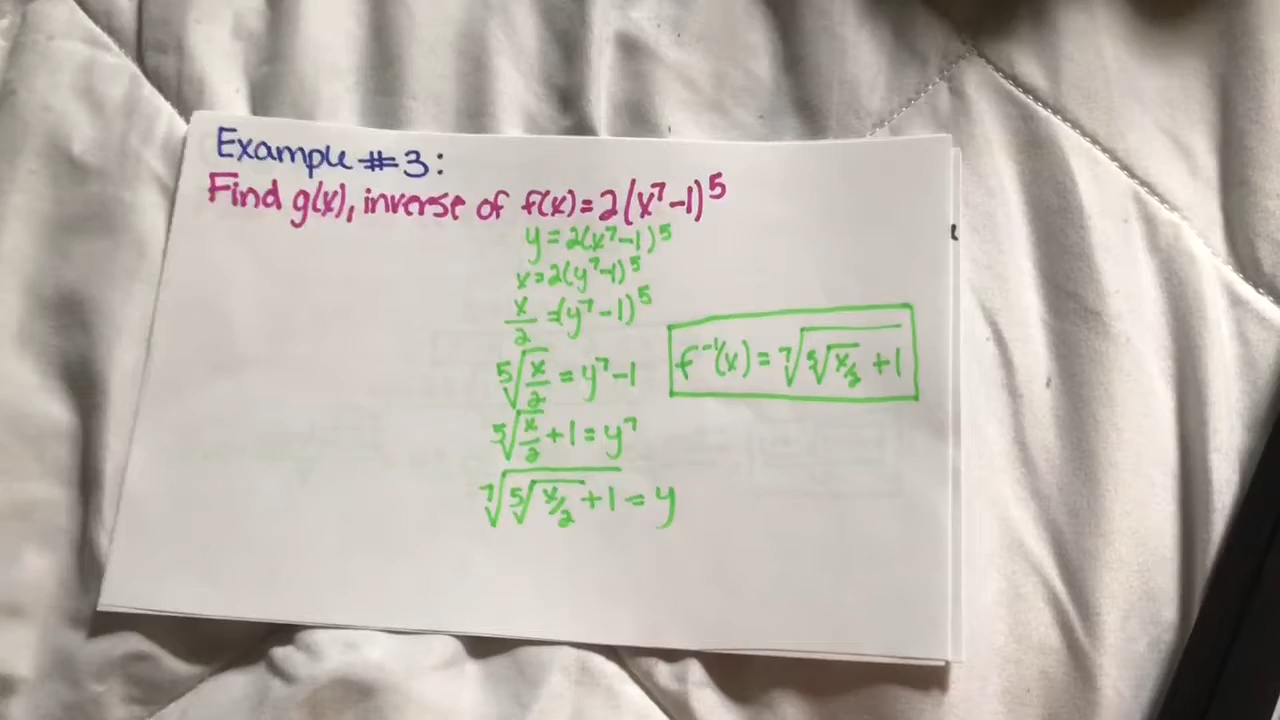 Example #3:
Find g(x), inverse of f(x) = 2(x⁷-1)⁵
y = 2(x⁷-1)⁵
x = 2(y⁷-1)⁵
x/2 = (y⁷-1)⁵
⁵√(x/2) = y⁷-1
⁵√(x/2) + 1 = y⁷
⁷√(⁵√(x/2) + 1) = y
f⁻¹(x) = ⁷√(⁵√(x/2) + 1)